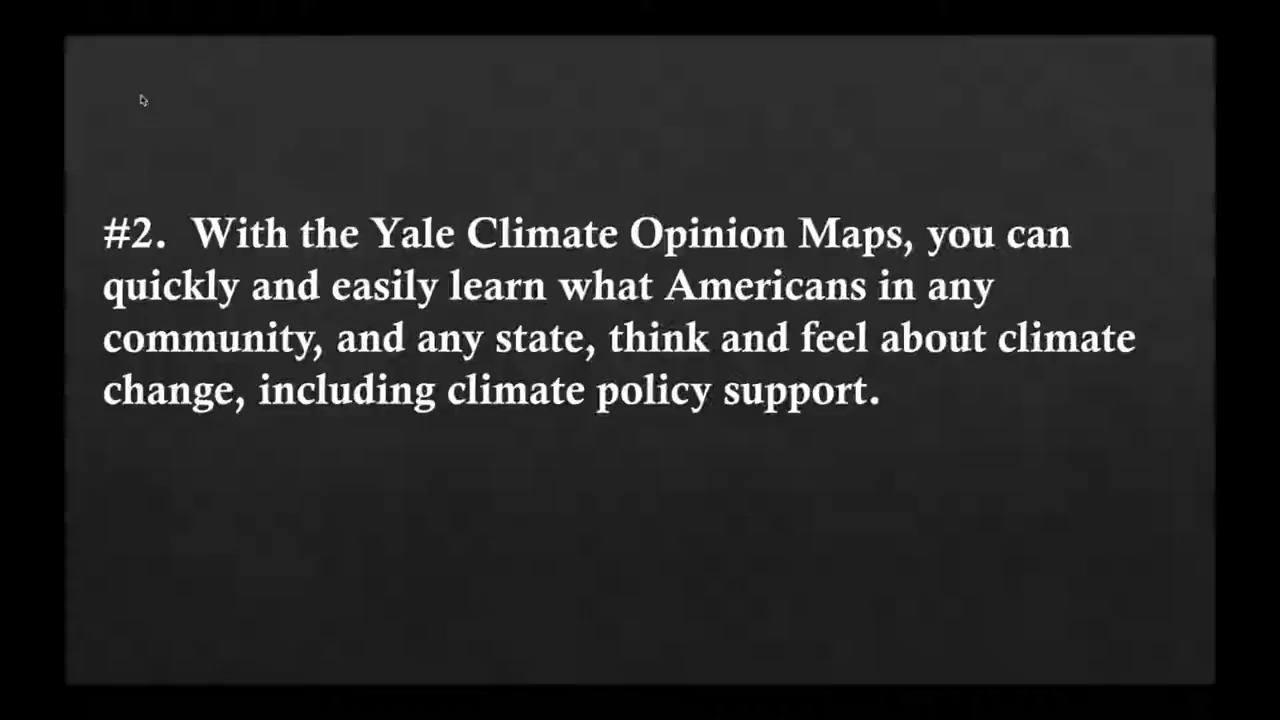 #2. With the Yale Climate Opinion Maps, you can
quickly and easily learn what Americans in any
community, and any state, think and feel about climate
change, including climate policy support.